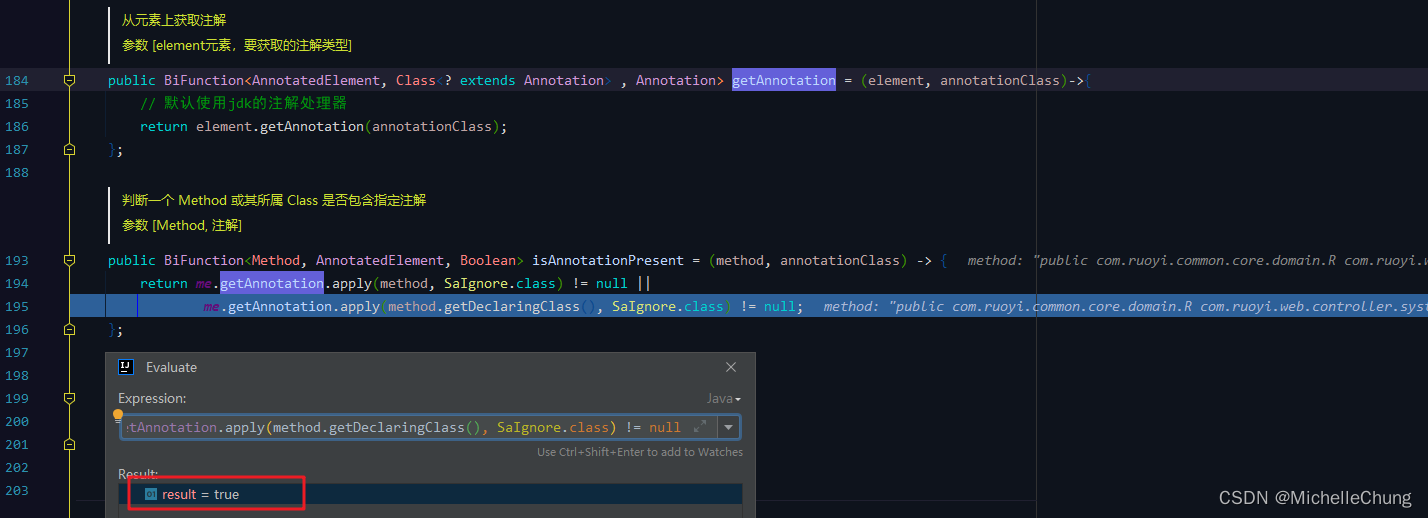 从元素上获取注解
参数 [element元素，要获取的注解类型]
184 public BiFunction<AnnotatedElement, Class<? extends Annotation> , Annotation> getAnnotation = (element, annotationClass)->{
185 // 默认使用jdk的注解处理器
186 return element.getAnnotation(annotationClass);
187 };
188
判断一个 Method 或其所属 Class 是否包含指定注解
参数 [Method, 注解]
193 public BiFunction<Method, AnnotatedElement, Boolean> isAnnotationPresent = (method, annotationClass) -> { method: "public com.ruoyi.common.core.domain.R com.ruoyi.w
194 return me.getAnnotation.apply(method, SaIgnore.class) != null ||
195 me.getAnnotation.apply(method.getDeclaringClass(), SaIgnore.class) != null; method: "public com.ruoyi.common.core.domain.R com.ruoyi.web.controller.syst
196 };
197
Evaluate
198
Expression:
Java
199
200
tAnnotation.apply(method.getDeclaringClass(), SaIgnore.class) != null
201
Use Ctrl+Shift+Enter to add to Watches
202
Result:
203
01 result = true
CSDN @MichelleChung